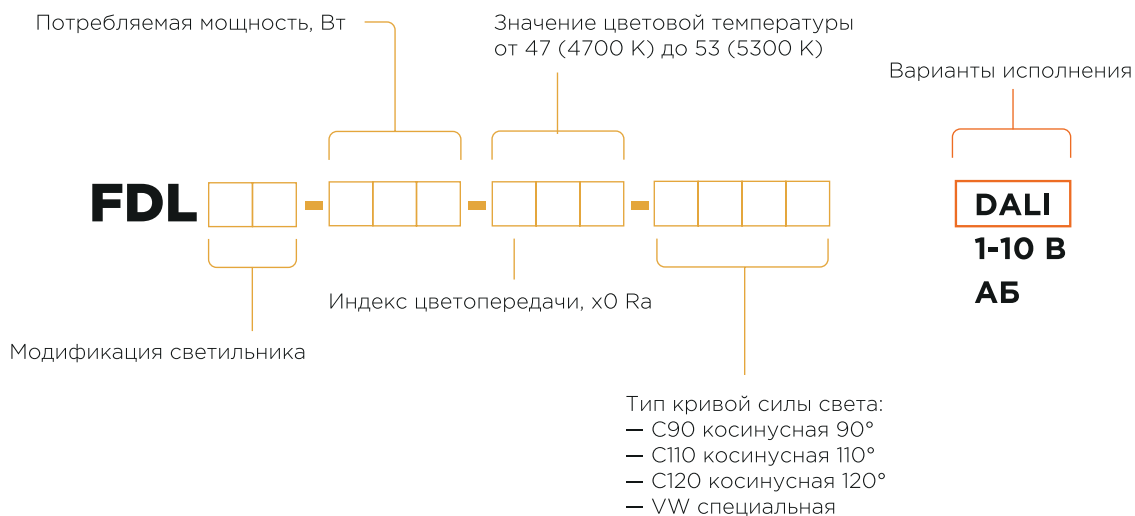 Потребляемая мощность, Вт
Значение цветовой температуры
от 47 (4700 К) до 53 (5300 К)
Варианты исполнения
FDL - - - DALI
1-10 В
АБ
Индекс цветопередачи, х0 Ra
Модификация светильника
Тип кривой силы света:
— С90 косинусная 90°
— С110 косинусная 110°
— С120 косинусная 120°
— VW специальная